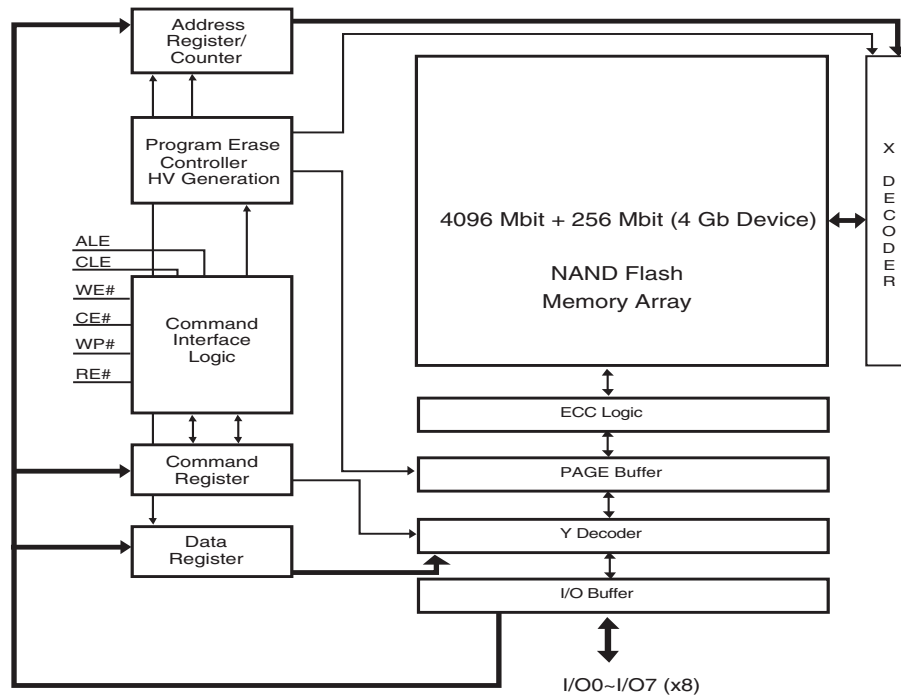 Address
Register/
Counter
Program Erase
Controller
HV Generation
ALE
CLE
WE#
CE#
WP#
RE#
Command
Interface
Logic
Command
Register
Data
Register
4096 Mbit + 256 Mbit (4 Gb Device)
NAND Flash
Memory Array
X
D
E
C
O
D
E
R
ECC Logic
PAGE Buffer
Y Decoder
I/O Buffer
I/O0~I/O7 (x8)